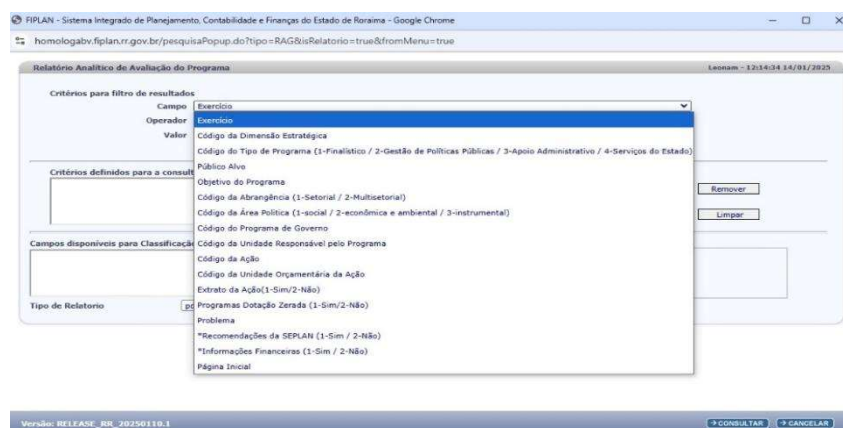 FIPLAN - Sistema Integrado de Planejamento, Contabilidade e Finanças do Estado de Roraima - Google Chrome
homologabv.fiplan.rr.gov.br/pesquisaPopup.do?tipo=RAG&isRelatorio=true&fromMenu=true
Relatório Analítico de Avaliação do Programa Leonam - 12:14:34 14/01/2025
Critérios para filtro de resultados
Campo Exercício
Operador Exercício
Valor Código da Dimensão Estratégica
Código do Tipo de Programa (1-Finalístico / 2-Gestão de Políticas Públicas / 3-Apoio Administrativo / 4-Serviços do Estado)
Público Alvo
Critérios definidos para a consult
Objetivo do Programa
Remover
Código da Abrangência (1-Setorial / 2-Multisetorial)
Código da Área Política (1-social / 2-econômica e ambiental / 3-instrumental)
Limpar
Código do Programa de Governo
Campos disponíveis para Classificaçã Código da Unidade Responsável pelo Programa
Código da Ação
Código da Unidade Orçamentária da Ação
Extrato da Ação(1-Sim/2-Não)
Tipo de Relatorio Programas Dotação Zerada (1-Sim/2-Não)
Problema
*Recomendações da SEPLAN (1-Sim / 2-Não)
*Informações Financeiras (1-Sim / 2-Não)
Página Inicial
Versão: RELEASE_RR_20250110.1 CONSULTAR CANCELAR